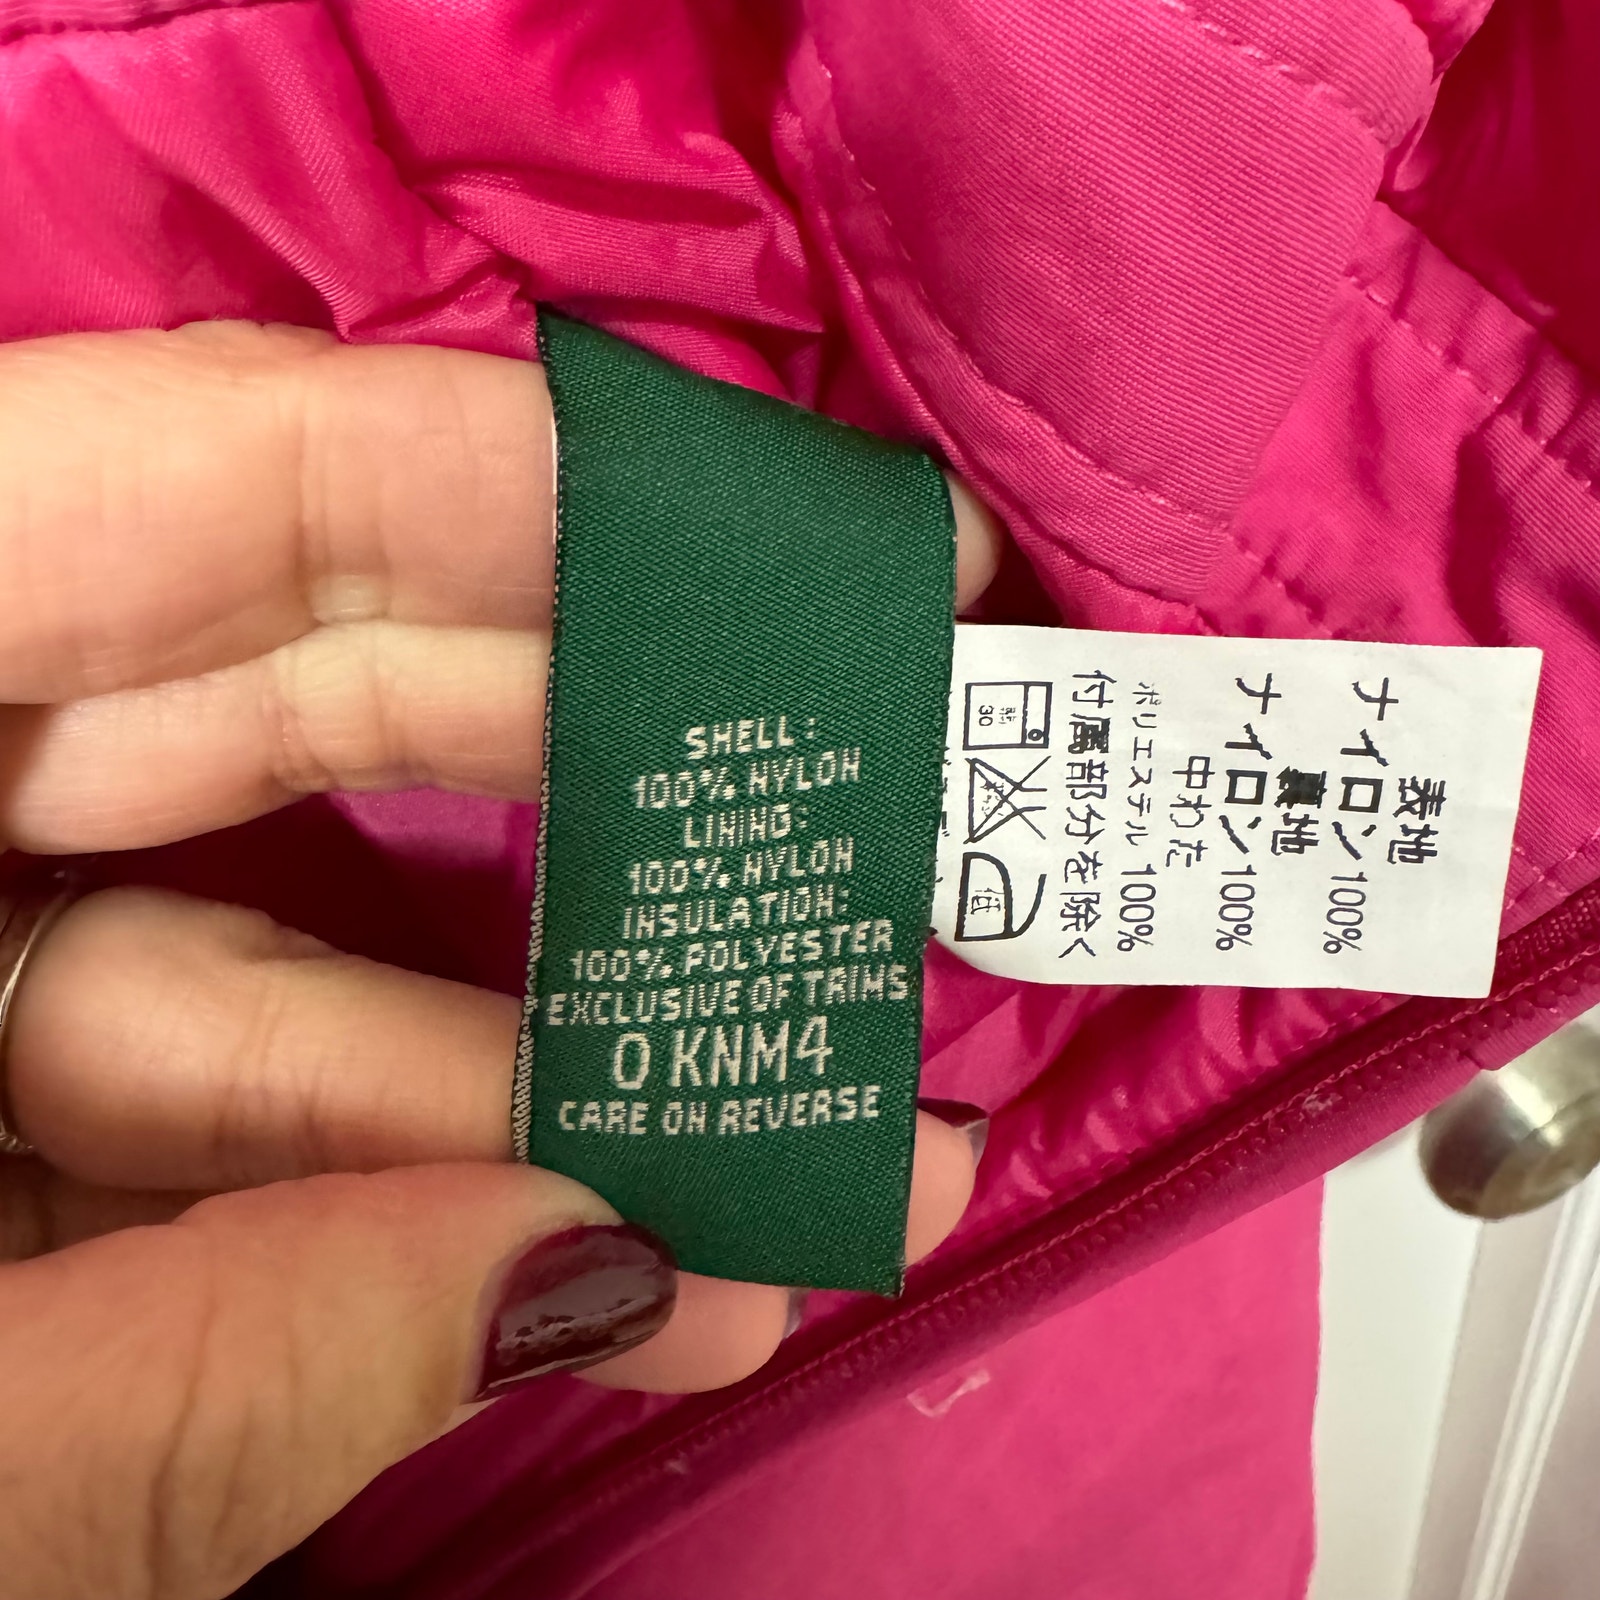 SHELL:
100% NYLON
LINING:
100% NYLON
INSULATION:
100% POLYESTER
EXCLUSIVE OF TRIMS
0 KNM4
CARE ON REVERSE
表地
ナイロン100%
裏地
ナイロン100%
中わた
ポリエステル100%
付属部分を除く
30
低